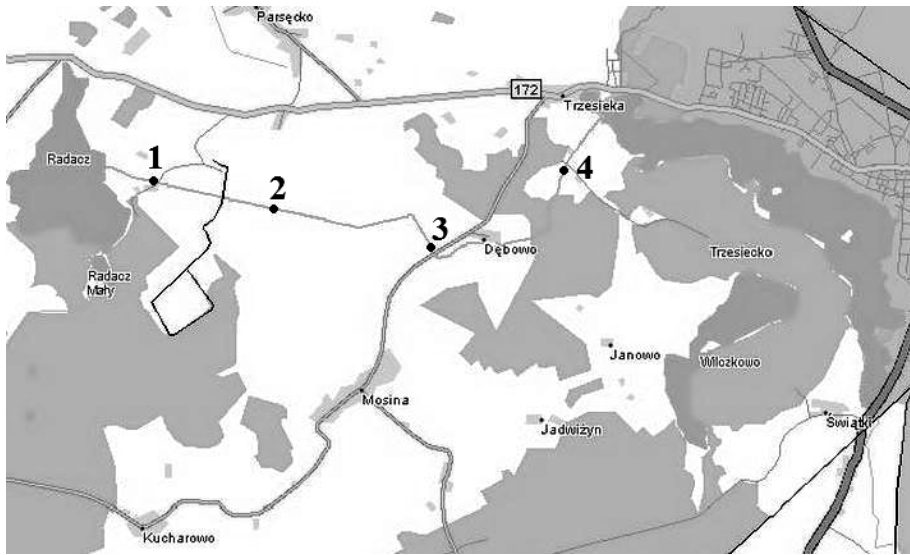 Parsęcko
172
Trzesieka
Radacz
1
2
3
4
Dębowo
Trzesiecko
Radacz
Mały
Janowo
Wilczkowo
Mosina
Jadwiżyn
Świątki
Kucharowo